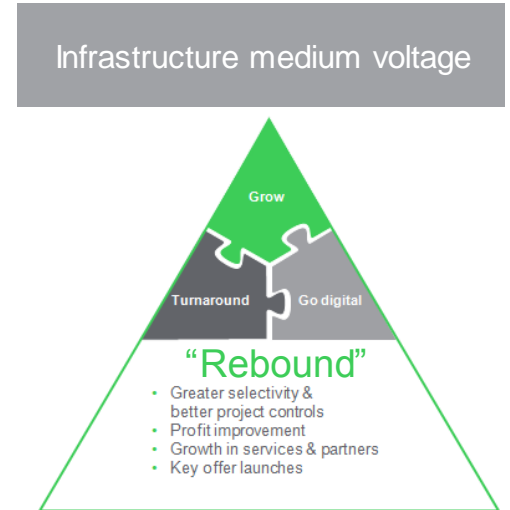 Infrastructure medium voltage
Grow
Turnaround
Go digital
“Rebound”
• Greater selectivity &
better project controls
• Profit improvement
• Growth in services & partners
• Key offer launches